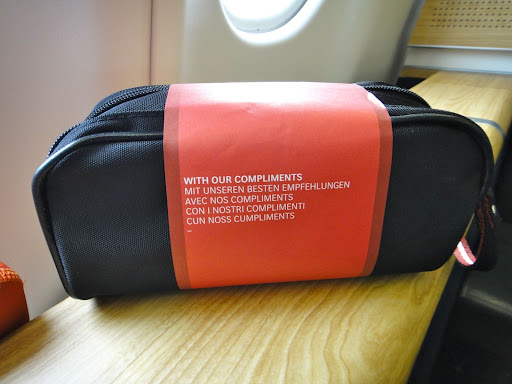 WITH OUR COMPLIMENTS
MIT UNSEREN BESTEN EMPFEHLUNGEN
AVEC NOS COMPLIMENTS
CON I NOSTRI COMPLIMENTI
CUN NOSS CUMPLIMENTS
–